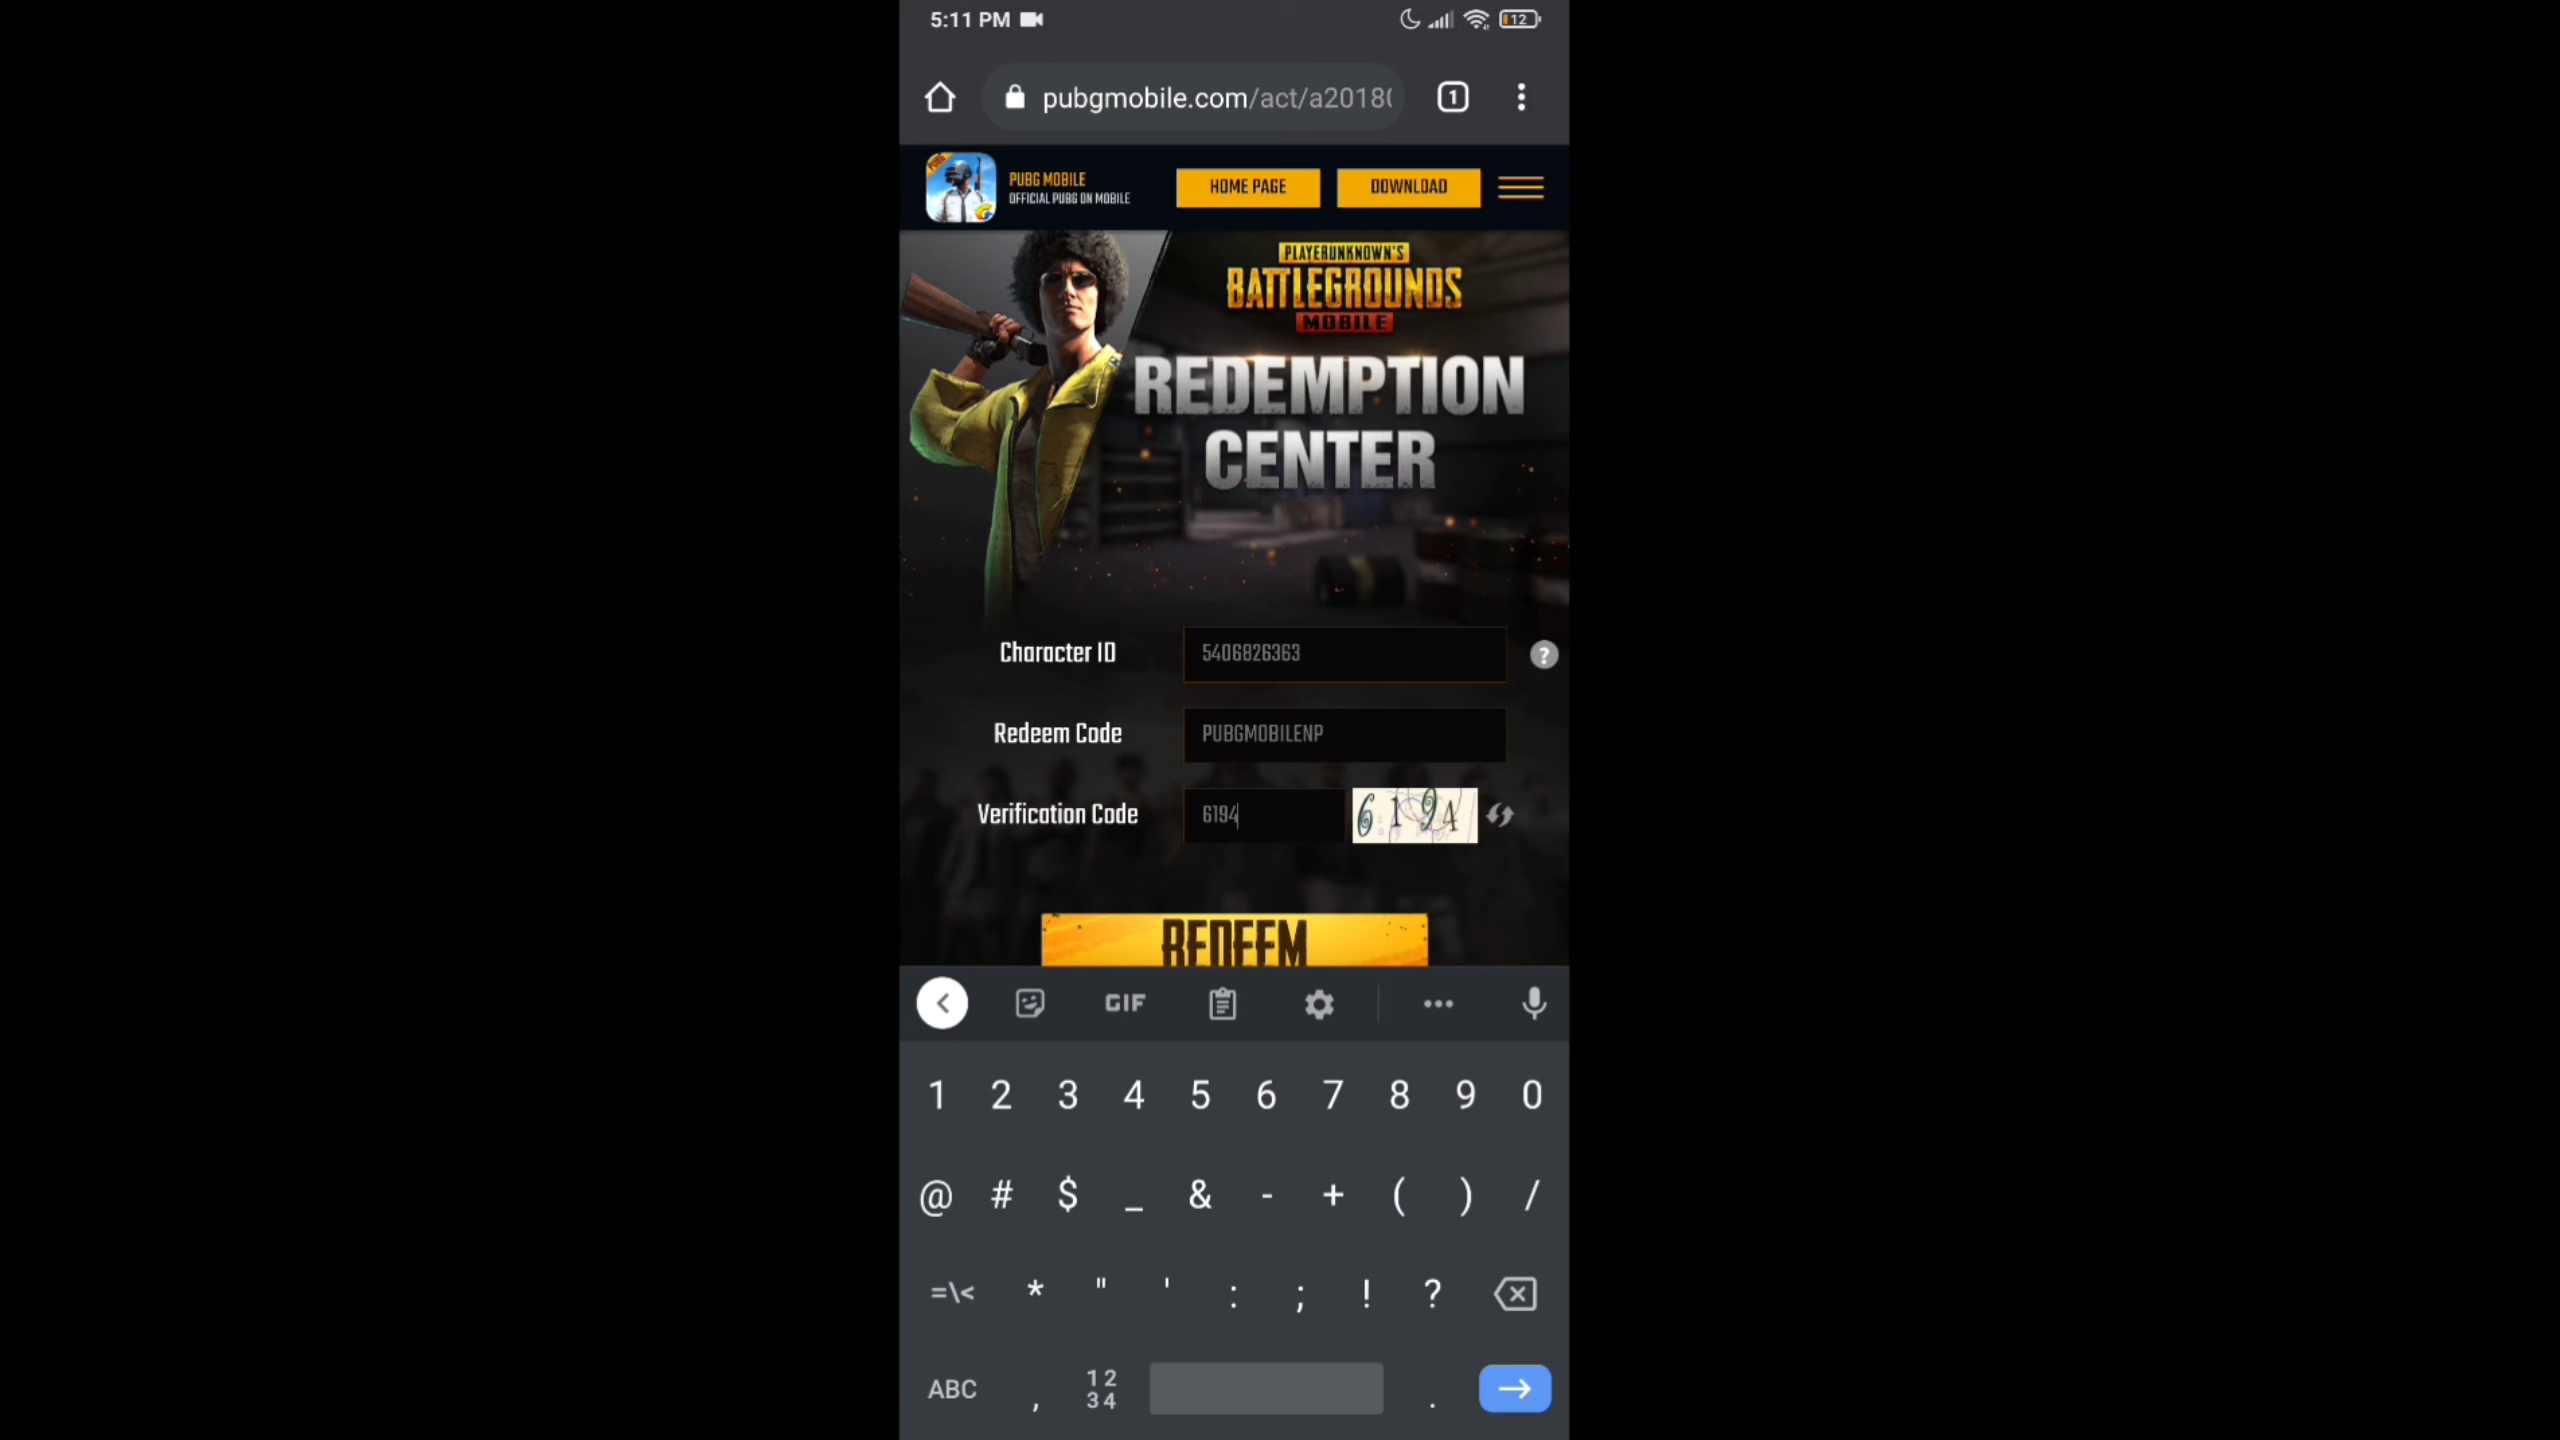 5:11 PM
12
pubgmobile.com/act/a20180
1
PUBG MOBILE
OFFICIAL PUBG ON MOBILE
HOME PAGE
DOWNLOAD
PLAYERUNKNOWN'S
BATTLEGROUNDS
MOBILE
REDEMPTION
CENTER
Character ID
5406826363
?
Redeem Code
PUBGMOBILENP
Verification Code
6194
6194
REDEEM
GIF
1 2 3 4 5 6 7 8 9 0
@ # $ _ & - + ( ) /
=\< * " ' : ; ! ?
ABC , 12 34 .